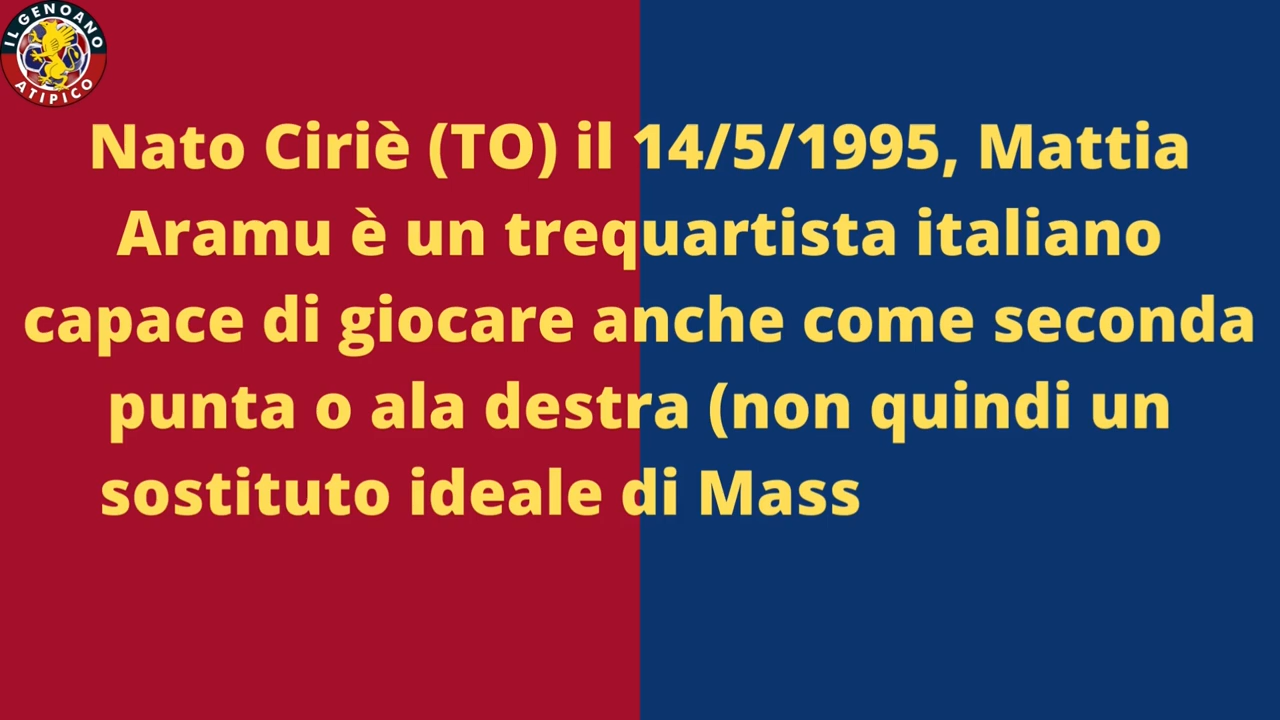 IL GENOANO
ATIPICO
Nato Ciriè (TO) il 14/5/1995, Mattia
Aramu è un trequartista italiano
capace di giocare anche come seconda
punta o ala destra (non quindi un
sostituto ideale di Mass